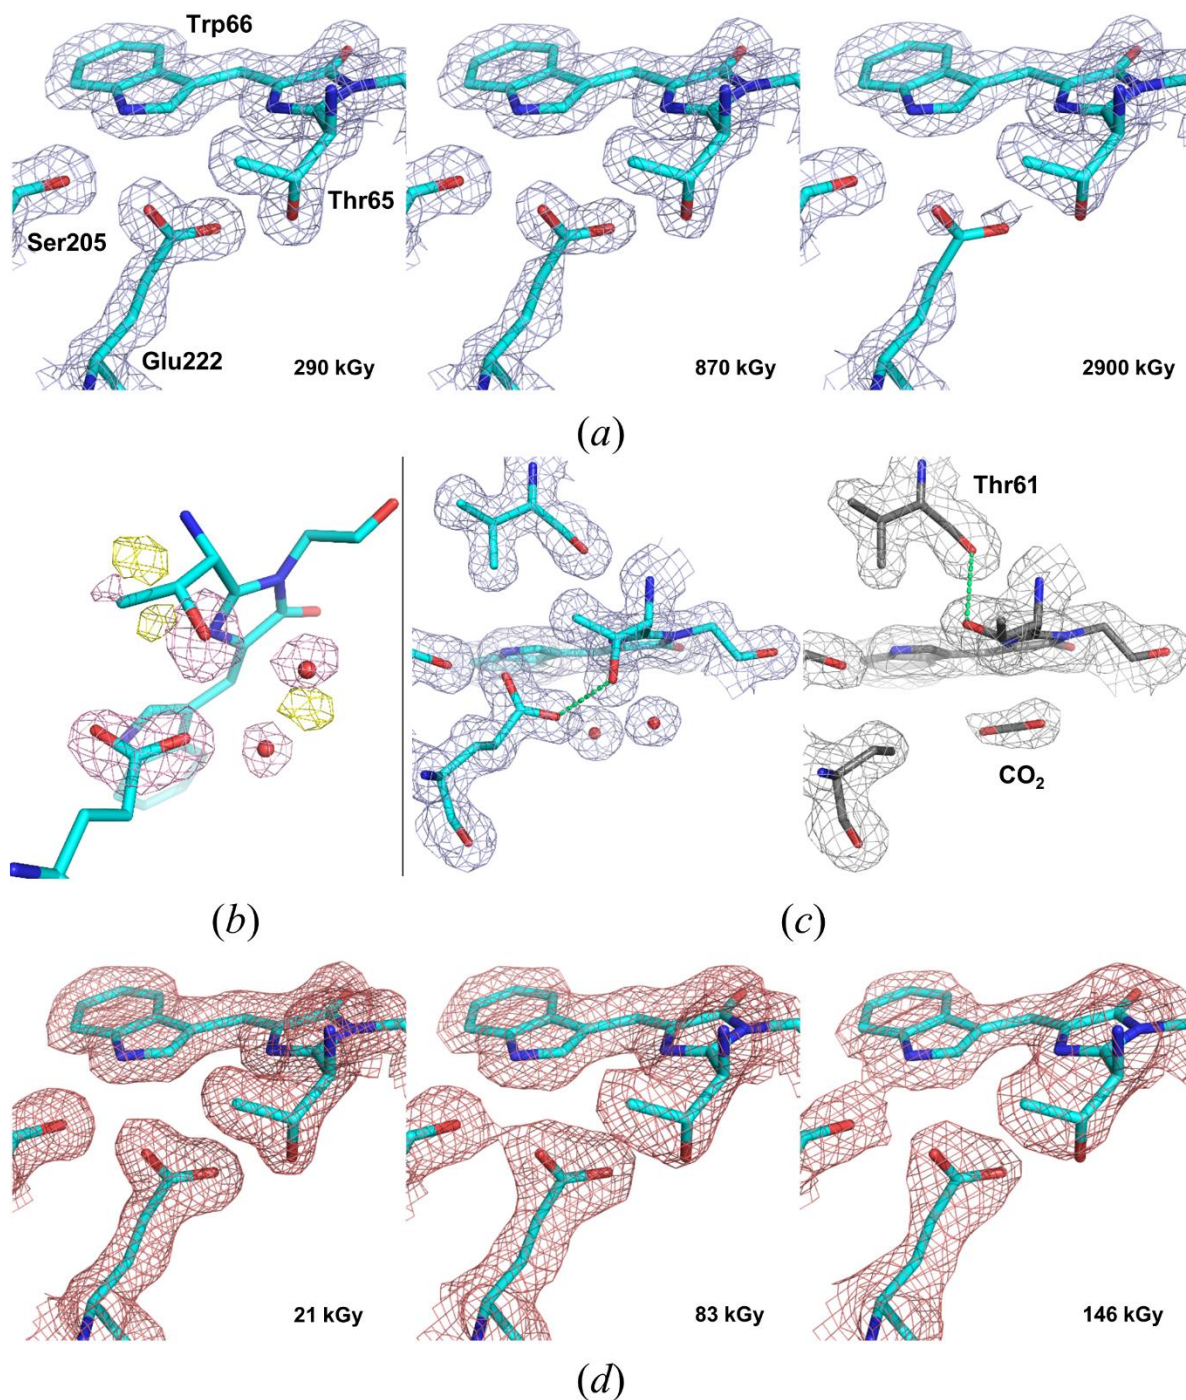 Trp66
Thr65
Ser205
Glu222
290 kGy
870 kGy
2900 kGy
(a)
Thr61
CO₂
(b)
(c)
21 kGy
83 kGy
146 kGy
(d)